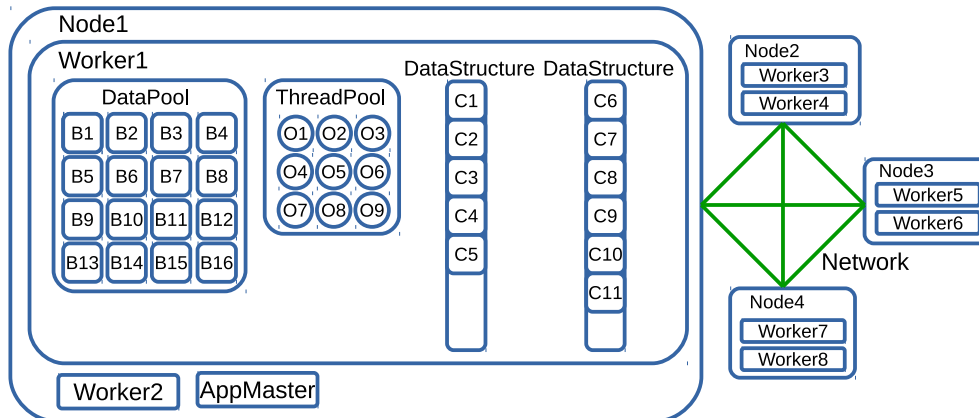 Node1
Worker1
DataPool
B1 B2 B3 B4
B5 B6 B7 B8
B9 B10 B11 B12
B13 B14 B15 B16
ThreadPool
O1 O2 O3
O4 O5 O6
O7 O8 O9
DataStructure
C1
C2
C3
C4
C5
DataStructure
C6
C7
C8
C9
C10
C11
Worker2
AppMaster
Node2
Worker3
Worker4
Node3
Worker5
Worker6
Network
Node4
Worker7
Worker8